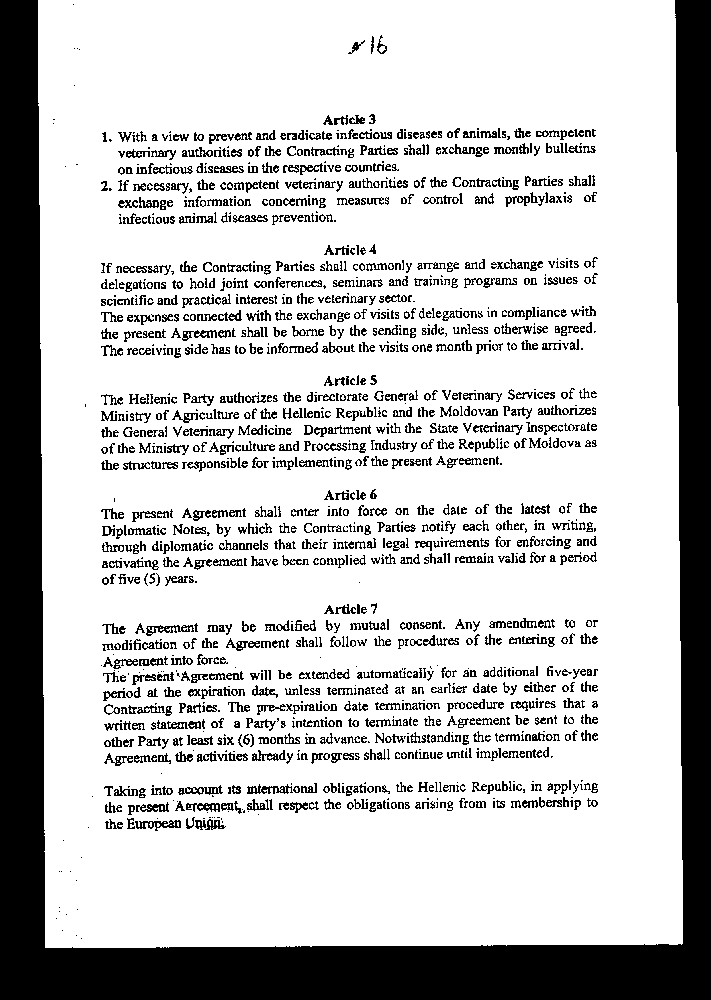 16
Article 3
1. With a view to prevent and eradicate infectious diseases of animals, the competent
veterinary authorities of the Contracting Parties shall exchange monthly bulletins
on infectious diseases in the respective countries.
2. If necessary, the competent veterinary authorities of the Contracting Parties shall
exchange information concerning measures of control and prophylaxis of
infectious animal diseases prevention.
Article 4
If necessary, the Contracting Parties shall commonly arrange and exchange visits of
delegations to hold joint conferences, seminars and training programs on issues of
scientific and practical interest in the veterinary sector.
The expenses connected with the exchange of visits of delegations in compliance with
the present Agreement shall be borne by the sending side, unless otherwise agreed.
The receiving side has to be informed about the visits one month prior to the arrival.
Article 5
The Hellenic Party authorizes the directorate General of Veterinary Services of the
Ministry of Agriculture of the Hellenic Republic and the Moldovan Party authorizes
the General Veterinary Medicine Department with the State Veterinary Inspectorate
of the Ministry of Agriculture and Processing Industry of the Republic of Moldova as
the structures responsible for implementing of the present Agreement.
Article 6
The present Agreement shall enter into force on the date of the latest of the
Diplomatic Notes, by which the Contracting Parties notify each other, in writing,
through diplomatic channels that their internal legal requirements for enforcing and
activating the Agreement have been complied with and shall remain valid for a period
of five (5) years.
Article 7
The Agreement may be modified by mutual consent. Any amendment to or
modification of the Agreement shall follow the procedures of the entering of the
Agreement into force.
The present Agreement will be extended automatically for an additional five-year
period at the expiration date, unless terminated at an earlier date by either of the
Contracting Parties. The pre-expiration date termination procedure requires that a
written statement of a Party's intention to terminate the Agreement be sent to the
other Party at least six (6) months in advance. Notwithstanding the termination of the
Agreement, the activities already in progress shall continue until implemented.
Taking into account its international obligations, the Hellenic Republic, in applying
the present Agreement, shall respect the obligations arising from its membership to
the European Union.